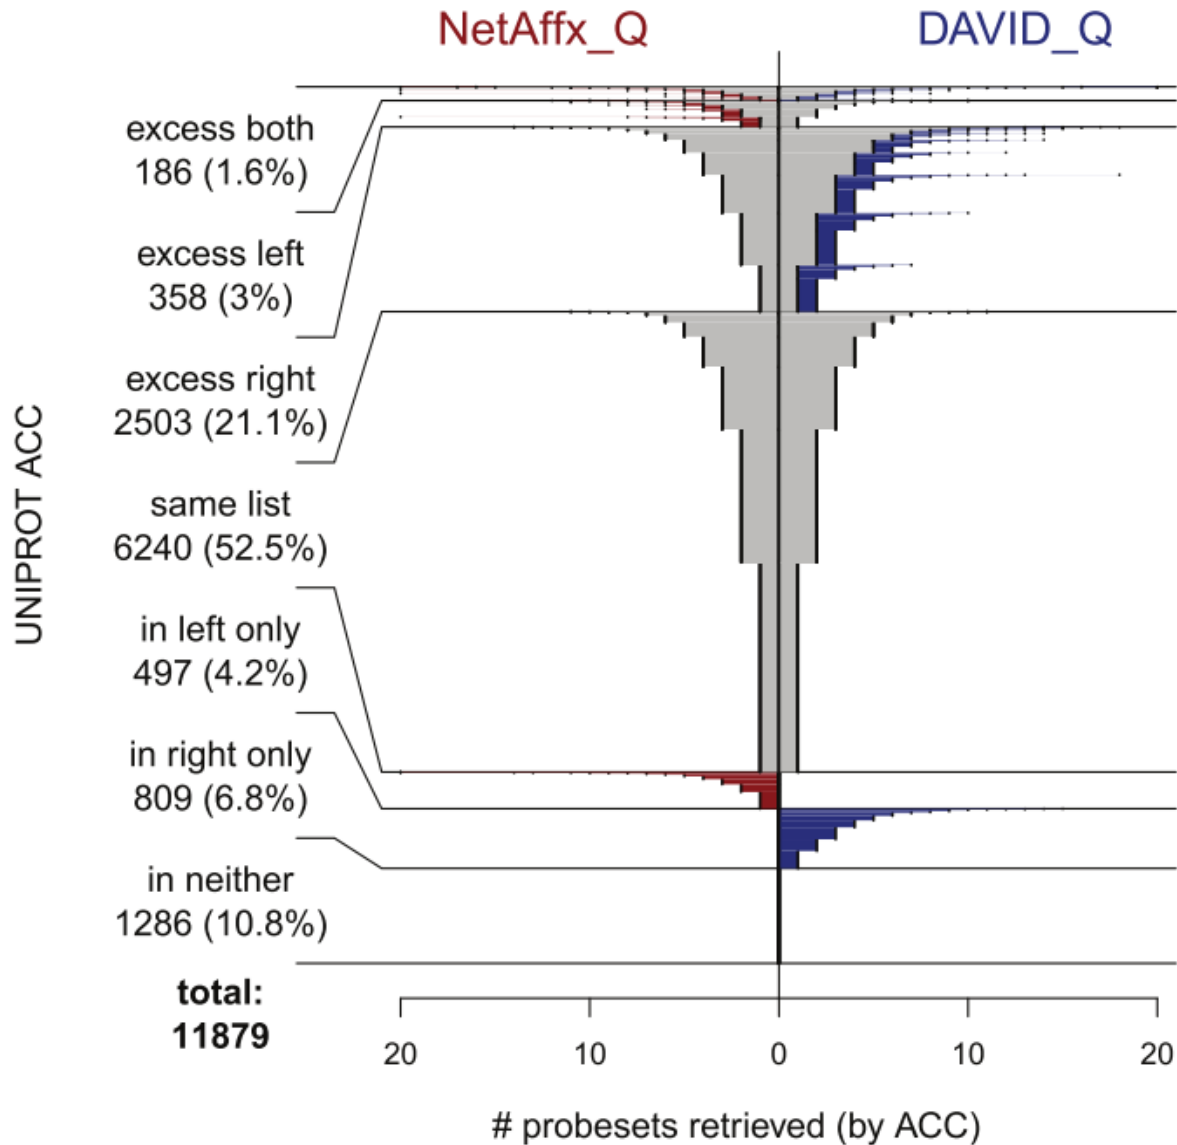 NetAffx_Q
DAVID_Q
UNIPROT ACC
excess both
186 (1.6%)
excess left
358 (3%)
excess right
2503 (21.1%)
same list
6240 (52.5%)
in left only
497 (4.2%)
in right only
809 (6.8%)
in neither
1286 (10.8%)
total:
11879
20 10 0 10 20
# probesets retrieved (by ACC)